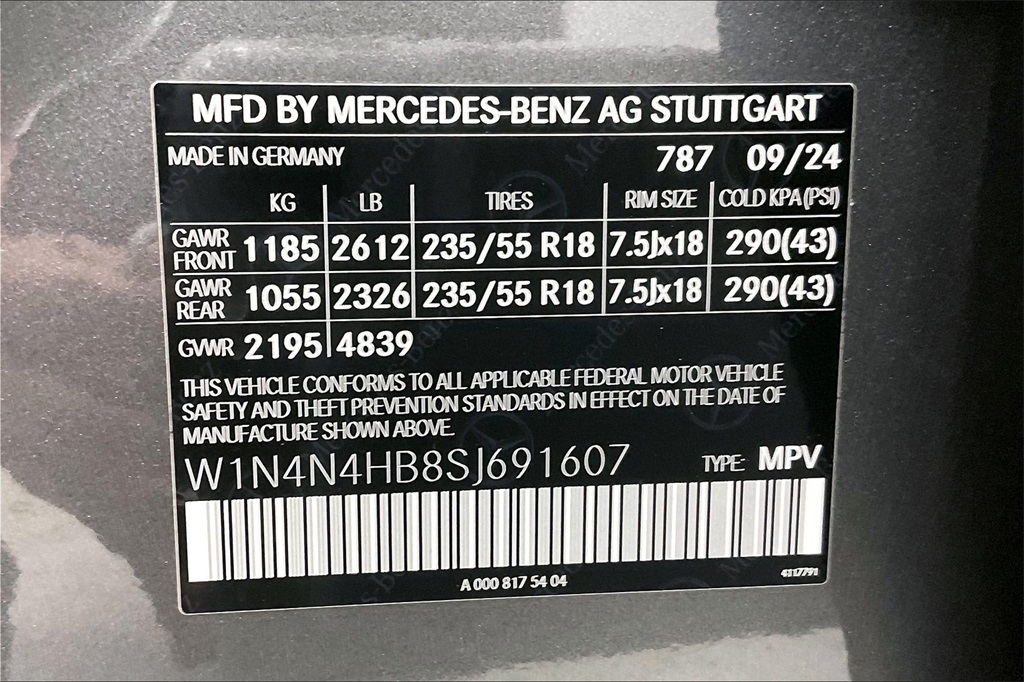 MFD BY MERCEDES-BENZ AG STUTTGART
MADE IN GERMANY 787 09/24
KG LB TIRES RIM SIZE COLD KPA(PSI)
GAWR FRONT 1185 2612 235/55 R18 7.5Jx18 290(43)
GAWR REAR 1055 2326 235/55 R18 7.5Jx18 290(43)
GVWR 2195 4839
THIS VEHICLE CONFORMS TO ALL APPLICABLE FEDERAL MOTOR VEHICLE
SAFETY AND THEFT PREVENTION STANDARDS IN EFFECT ON THE DATE OF
MANUFACTURE SHOWN ABOVE.
W1N4N4HB8SJ691607 TYPE: MPV
A 000 817 54 04